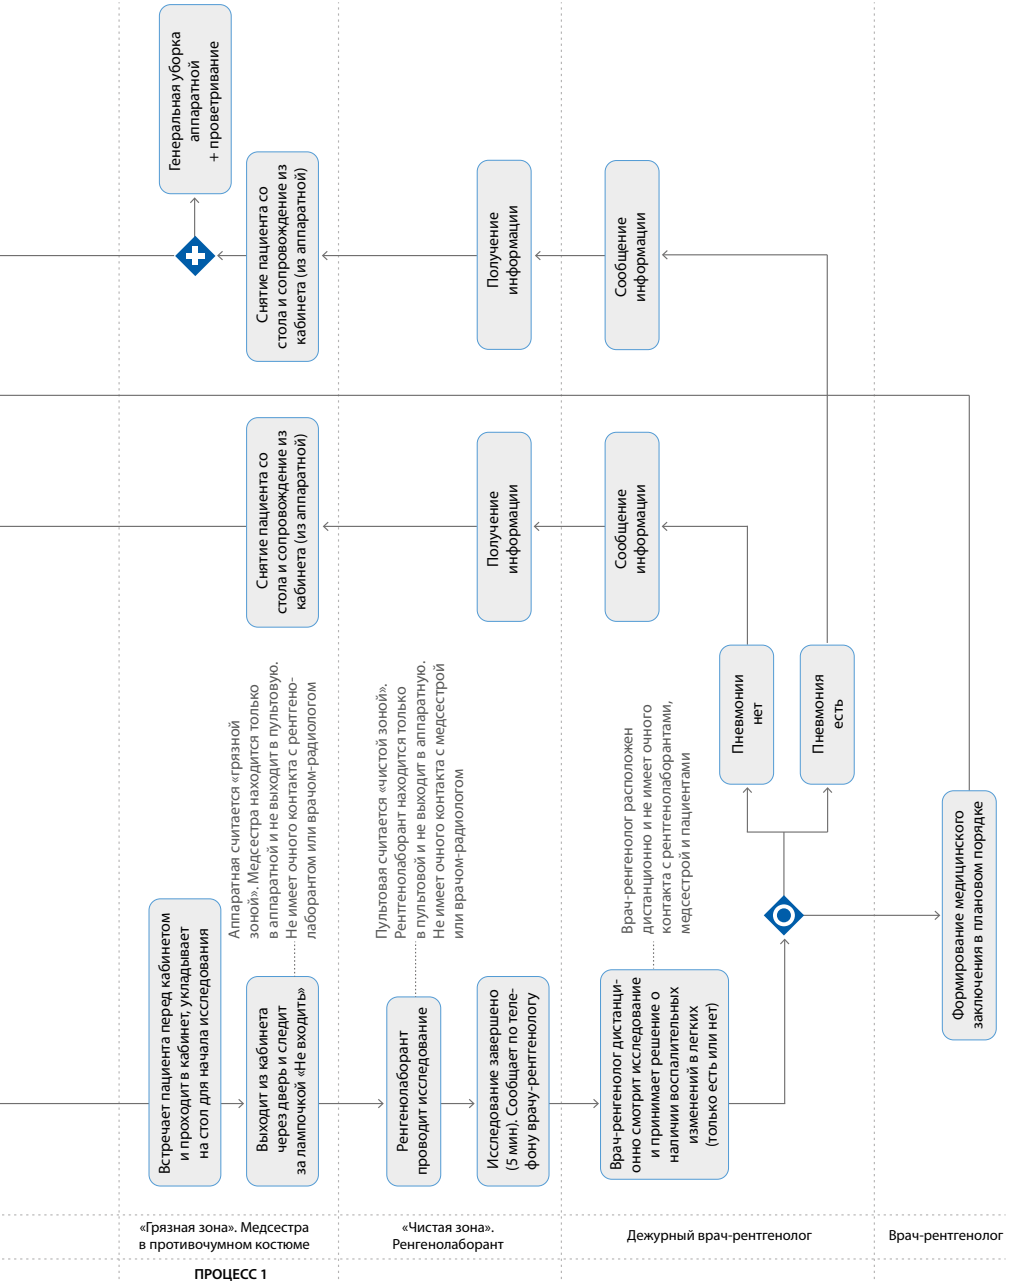 Генеральная уборка
аппаратной
+ проветривание
Снятие пациента со
стола и сопровождение из
кабинета (из аппаратной)
Получение
информации
Сообщение
информации
Снятие пациента со
стола и сопровождение из
кабинета (из аппаратной)
Получение
информации
Сообщение
информации
Аппаратная считается «грязной
зоной». Медсестра находится только
в аппаратной и не выходит в пультовую.
Не имеет очного контакта с рентгено-
лаборантом или врачом-радиологом
Пультовая считается «чистой зоной».
Рентгенолаборант находится только
в пультовой и не выходит в аппаратную.
Не имеет очного контакта с медсестрой
или врачом-радиологом
Врач-ренгенолог расположен
дистанционно и не имеет очного
контакта с рентгенолаборантами,
медсестрой и пациентами
Пневмонии
нет
Пневмония
есть
Встречает пациента перед кабинетом
и проходит в кабинет, укладывает
на стол для начала исследования
Выходит из кабинета
через дверь и следит
за лампочкой «Не входить»
Ренгенолаборант
проводит исследование
Исследование завершено
(5 мин). Сообщает по теле-
фону врачу-рентгенологу
Врач-ренгенолог дистанци-
онно смотрит исследование
и принимает решение о
наличии воспалительных
изменений в легких
(только есть или нет)
Формирование медицинского
заключения в плановом порядке
«Грязная зона». Медсестра
в противочумном костюме
«Чистая зона».
Ренгенолаборант
Дежурный врач-рентгенолог
Врач-рентгенолог
ПРОЦЕСС 1